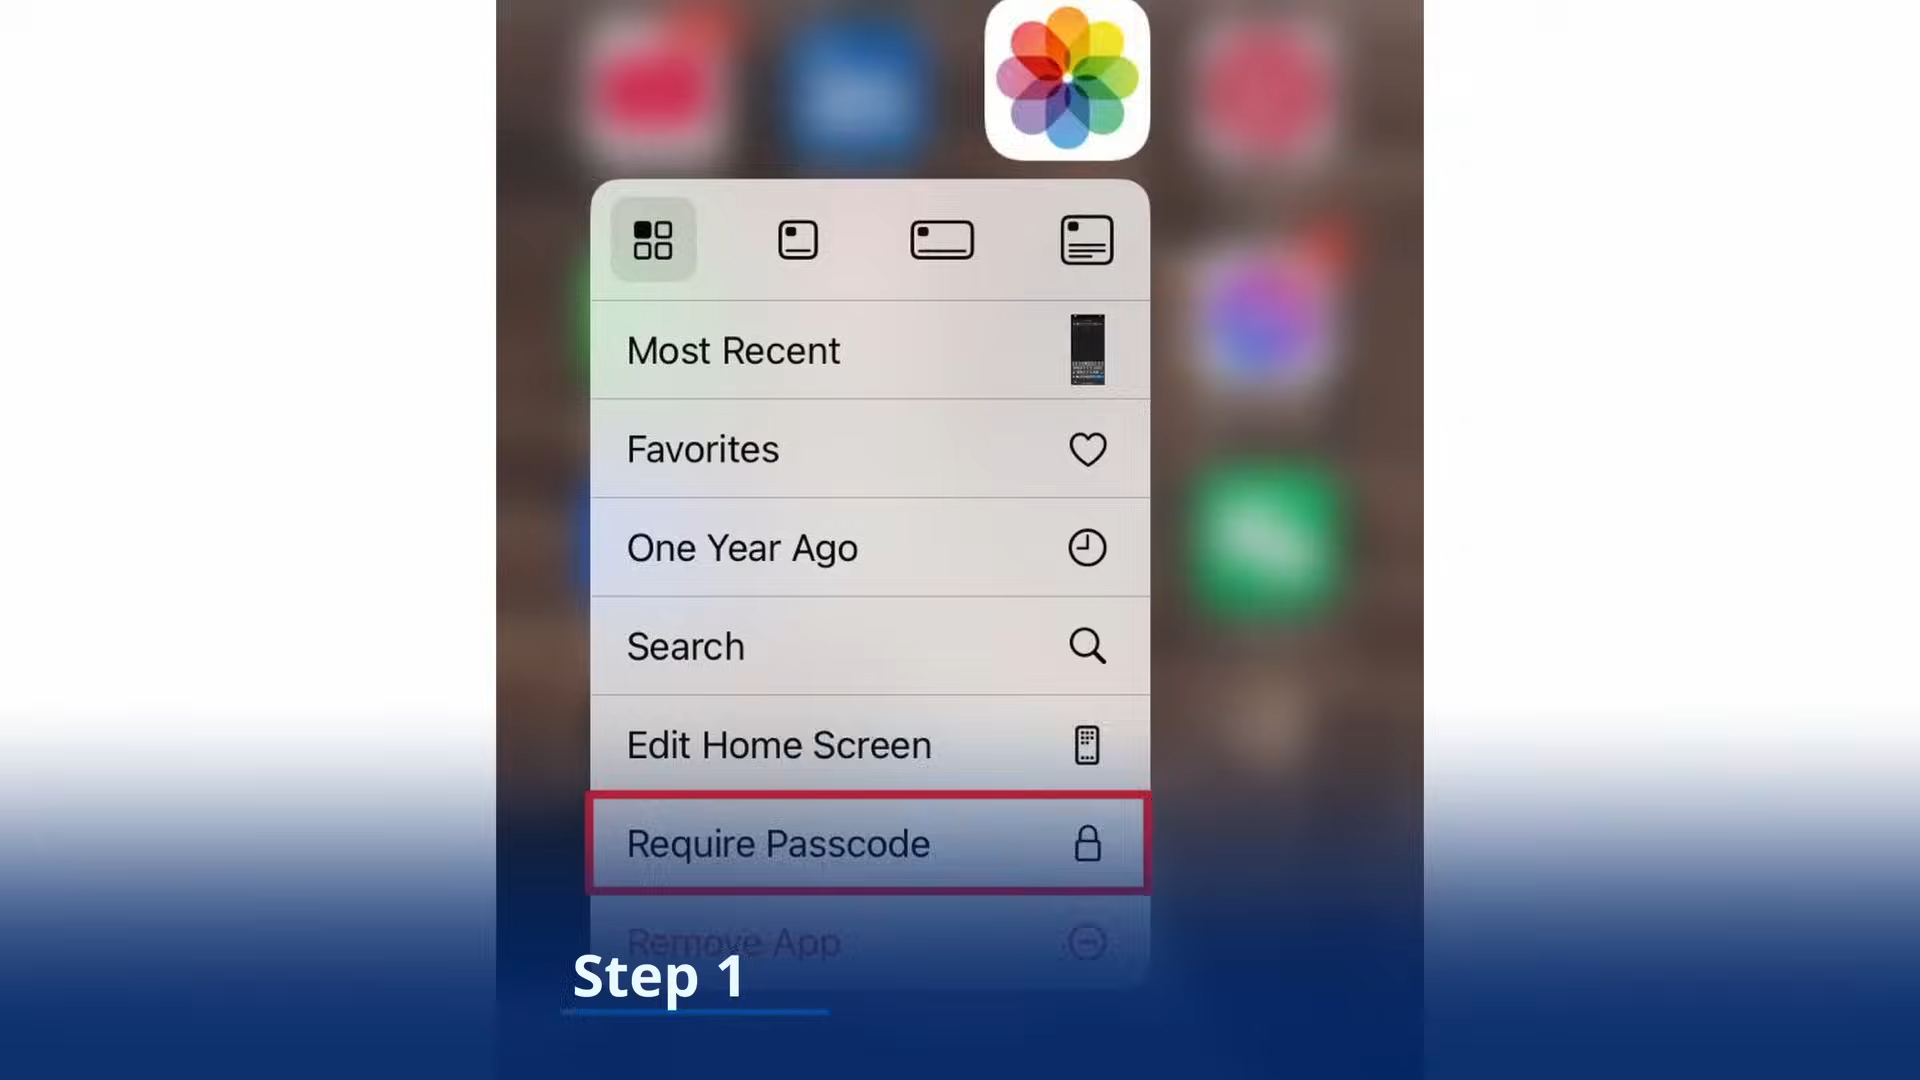 Most Recent
Favorites
One Year Ago
Search
Edit Home Screen
Require Passcode
Remove App
Step 1